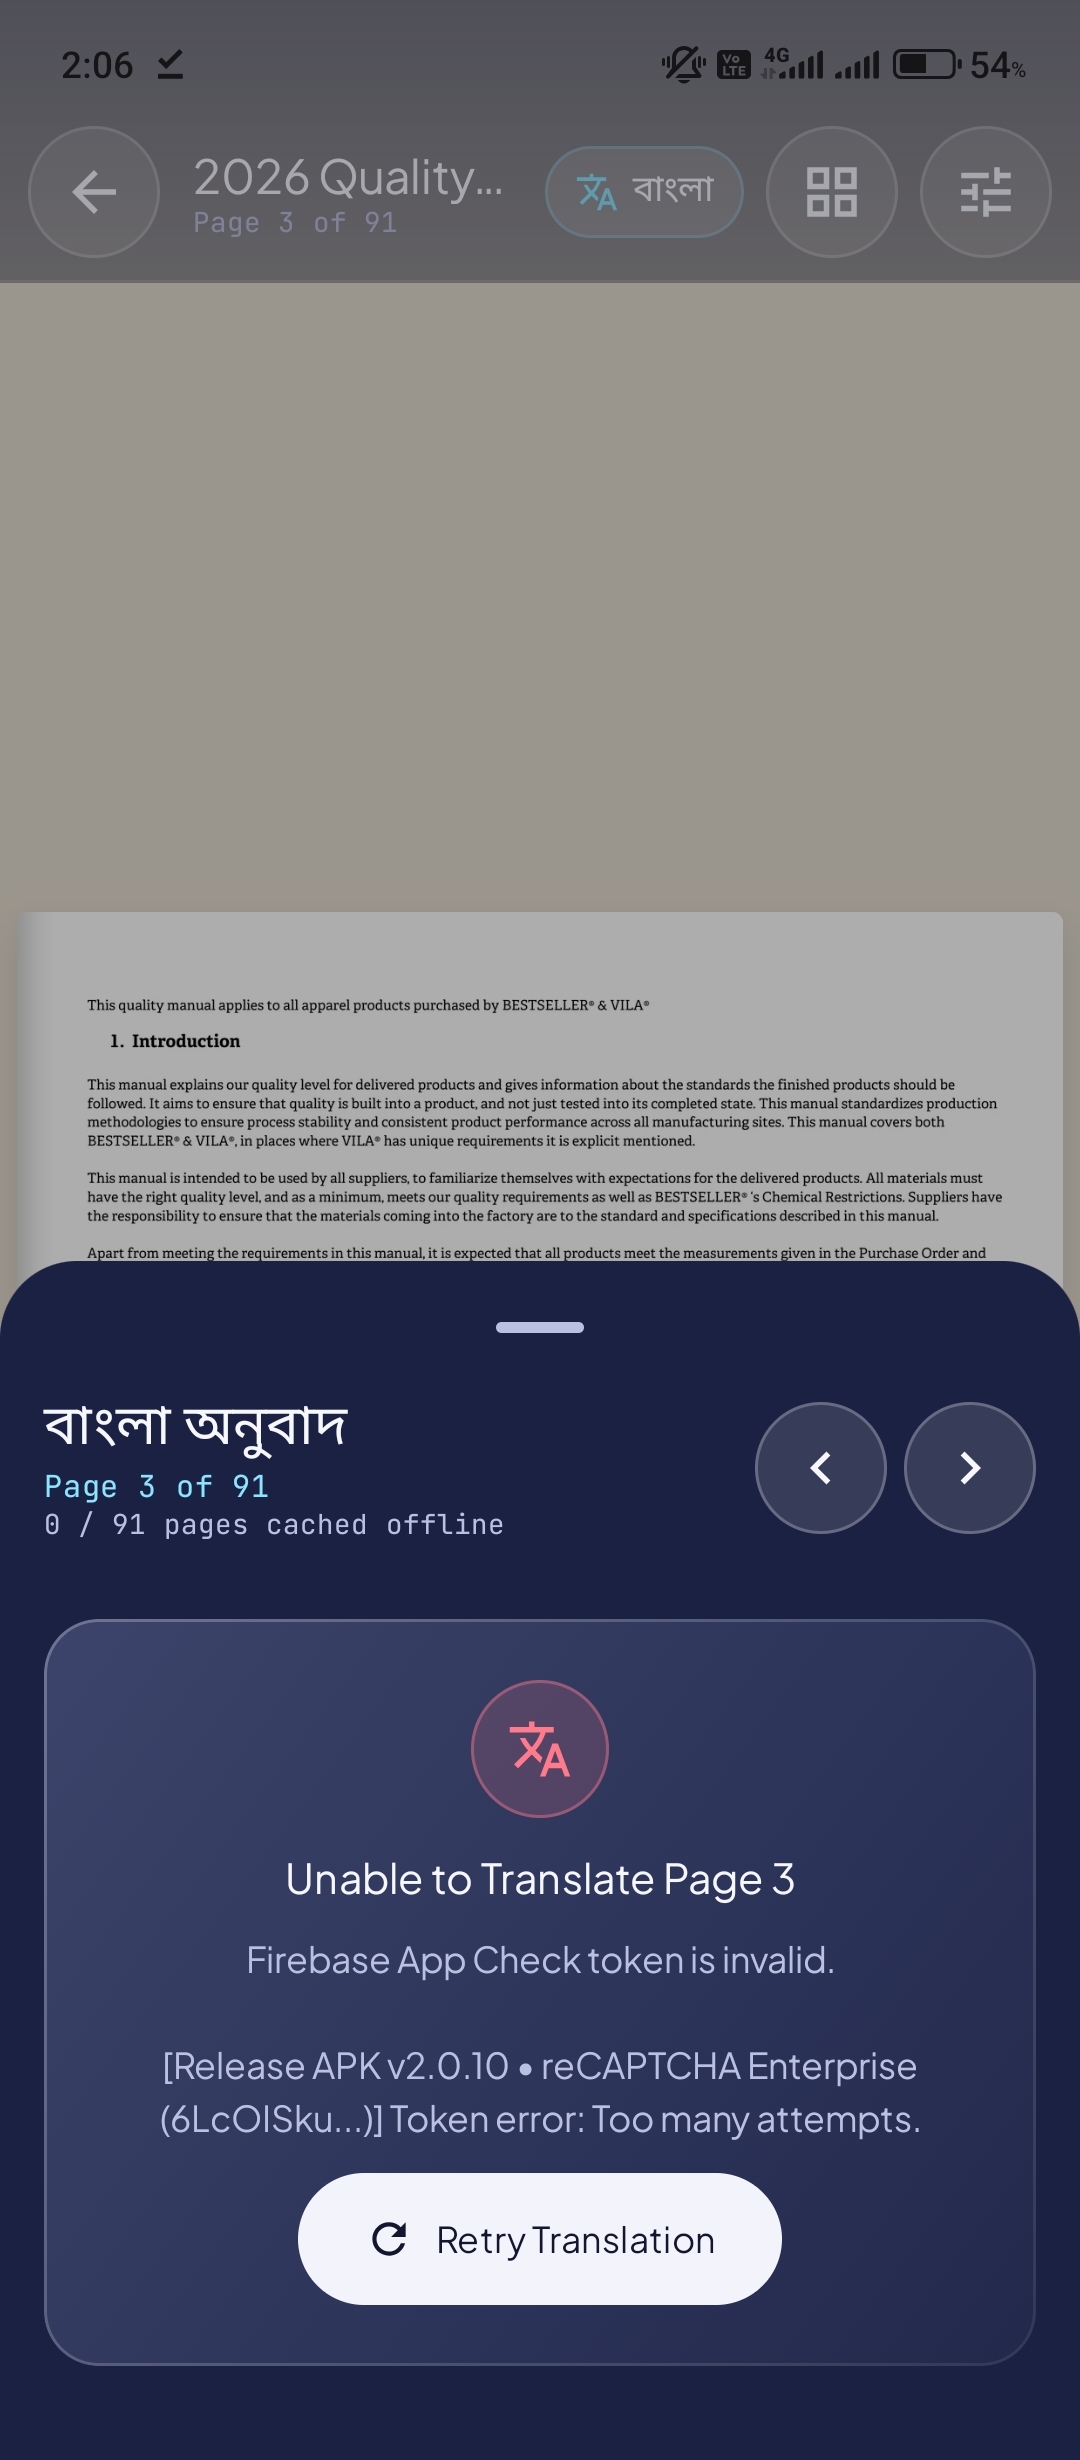 2:06
Vo LTE 4G 54%
2026 Quality...
Page 3 of 91
বাংলা
This quality manual applies to all apparel products purchased by BESTSELLER® & VILA®
1. Introduction
This manual explains our quality level for delivered products and gives information about the standards the finished products should be
followed. It aims to ensure that quality is built into a product, and not just tested into its completed state. This manual standardizes production
methodologies to ensure process stability and consistent product performance across all manufacturing sites. This manual covers both
BESTSELLER® & VILA®, in places where VILA® has unique requirements it is explicit mentioned.
This manual is intended to be used by all suppliers, to familiarize themselves with expectations for the delivered products. All materials must
have the right quality level, and as a minimum, meets our quality requirements as well as BESTSELLER® 's Chemical Restrictions. Suppliers have
the responsibility to ensure that the materials coming into the factory are to the standard and specifications described in this manual.
Apart from meeting the requirements in this manual, it is expected that all products meet the measurements given in the Purchase Order and
বাংলা অনুবাদ
Page 3 of 91
0 / 91 pages cached offline
Unable to Translate Page 3
Firebase App Check token is invalid.
[Release APK v2.0.10 • reCAPTCHA Enterprise
(6LcOlSku...)] Token error: Too many attempts.
Retry Translation